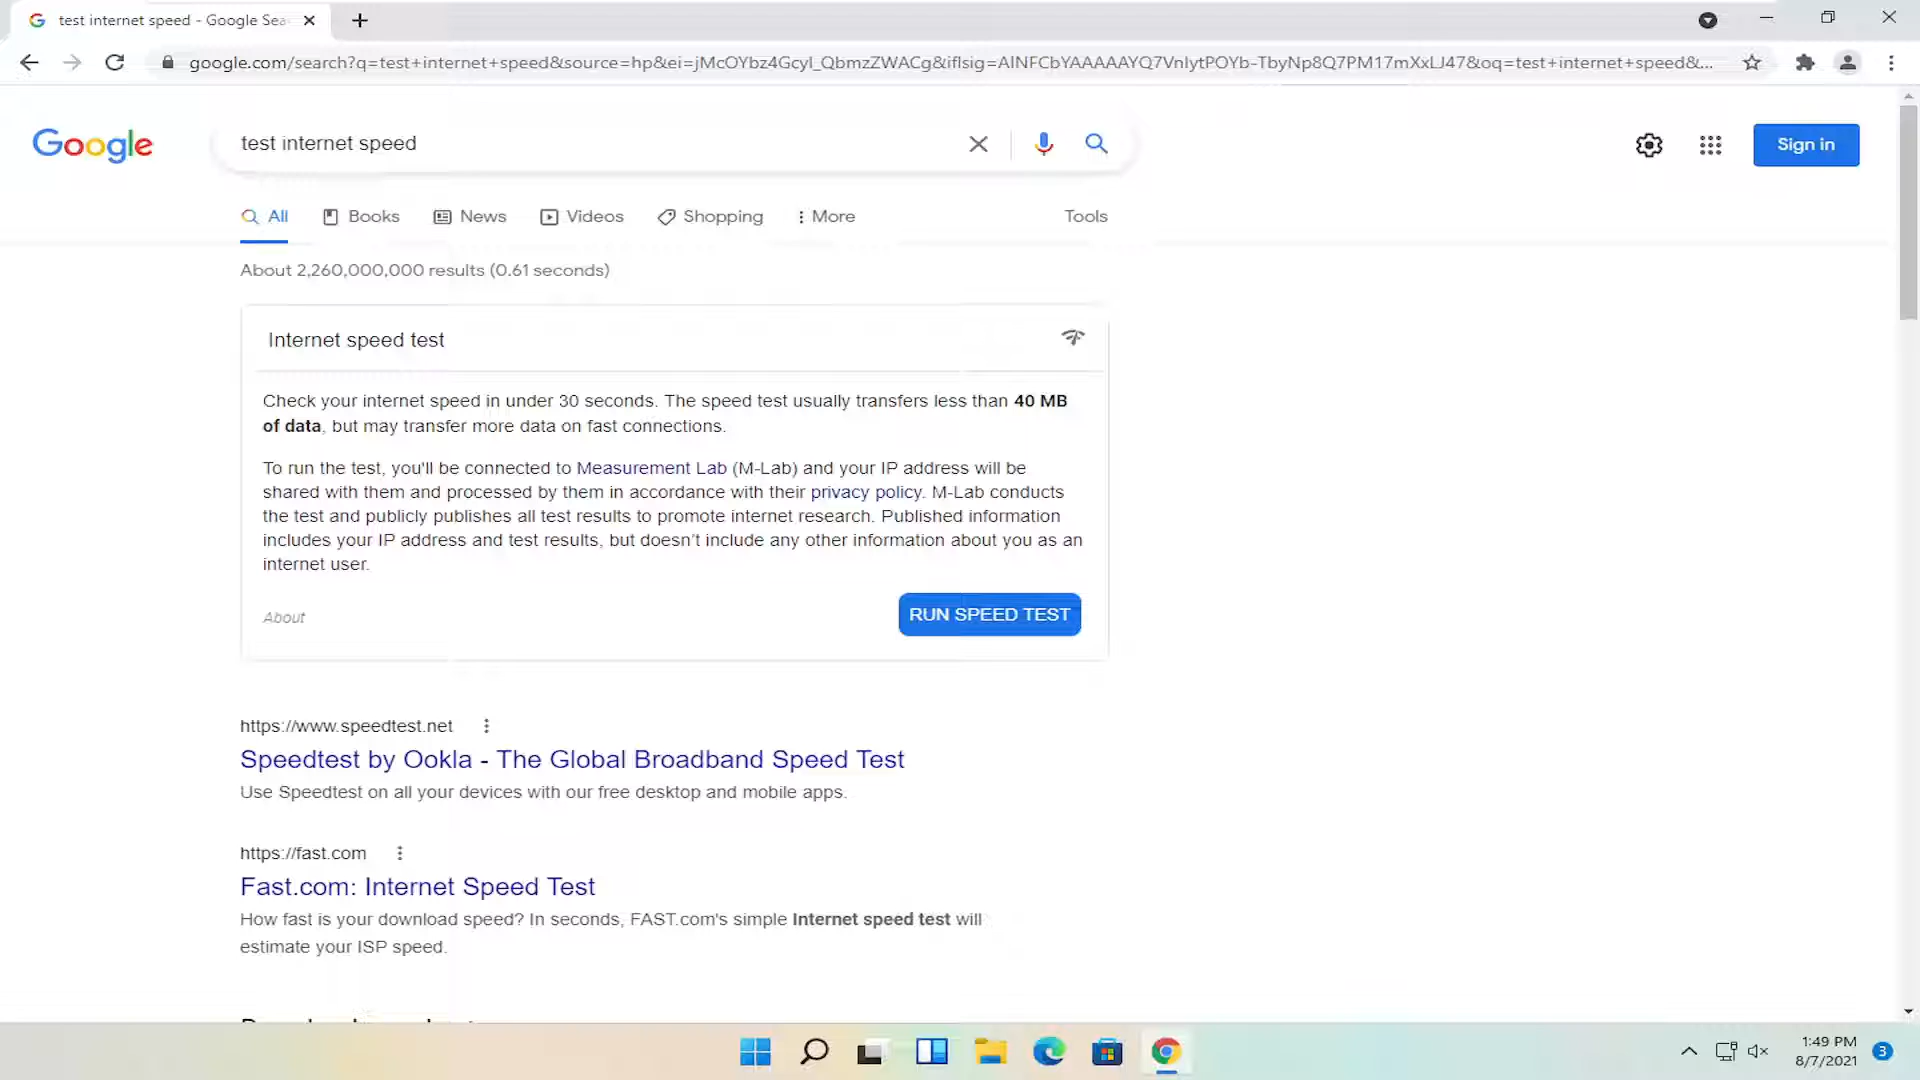 test internet speed - Google Sea
google.com/search?q=test+internet+speed&source=hp&ei=jMcOYbz4GcyI_QbmzZWACg&iflsig=AINFCbYAAAAAYQ7VnIytPOYb-TbyNp8Q7PM17mXxLJ47&oq=test+internet+speed&...
Google
test internet speed
Sign in
All
Books
News
Videos
Shopping
More
Tools
About 2,260,000,000 results (0.61 seconds)
Internet speed test
Check your internet speed in under 30 seconds. The speed test usually transfers less than 40 MB
of data, but may transfer more data on fast connections.
To run the test, you'll be connected to Measurement Lab (M-Lab) and your IP address will be
shared with them and processed by them in accordance with their privacy policy. M-Lab conducts
the test and publicly publishes all test results to promote internet research. Published information
includes your IP address and test results, but doesn't include any other information about you as an
internet user.
About
RUN SPEED TEST
https://www.speedtest.net
Speedtest by Ookla - The Global Broadband Speed Test
Use Speedtest on all your devices with our free desktop and mobile apps.
https://fast.com
Fast.com: Internet Speed Test
How fast is your download speed? In seconds, FAST.com's simple Internet speed test will
estimate your ISP speed.
1:49 PM
8/7/2021
3